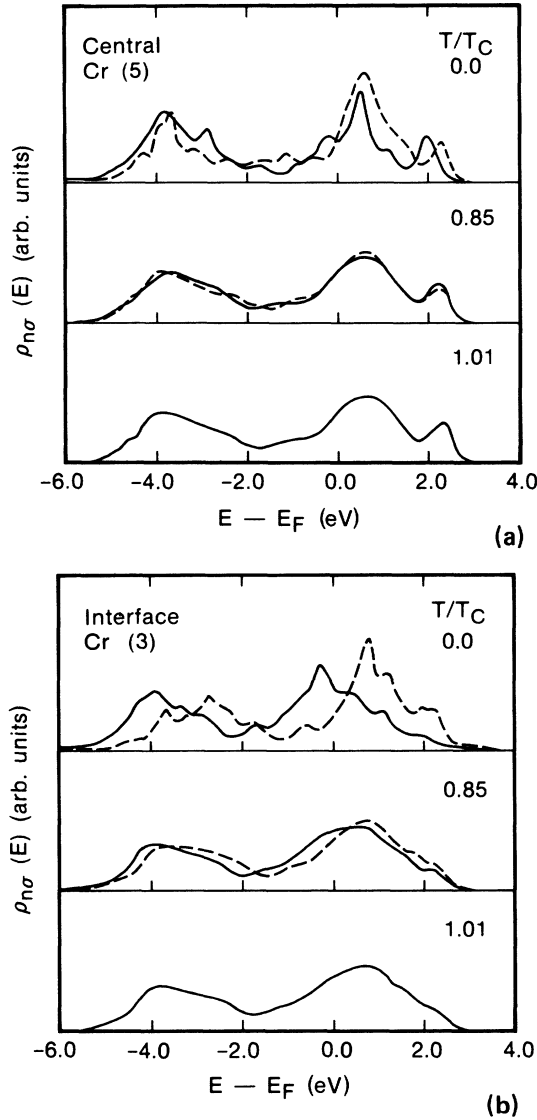 Central
Cr (5)
T/T_C
0.0
0.85
1.01
ρ_nσ (E) (arb. units)
-6.0 -4.0 -2.0 0.0 2.0 4.0
E — E_F (eV)
(a)
Interface
Cr (3)
T/T_C
0.0
0.85
1.01
ρ_nσ (E) (arb. units)
-6.0 -4.0 -2.0 0.0 2.0 4.0
E — E_F (eV)
(b)